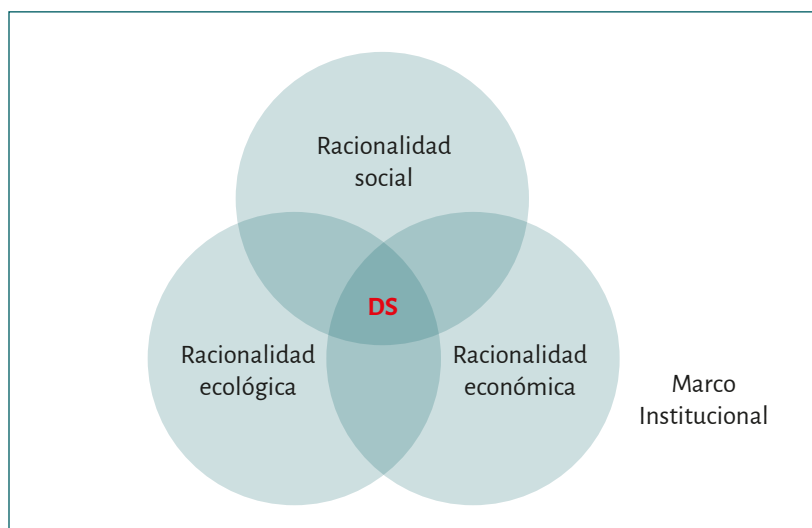 Racionalidad
social
DS
Racionalidad
ecológica
Racionalidad
económica
Marco
Institucional